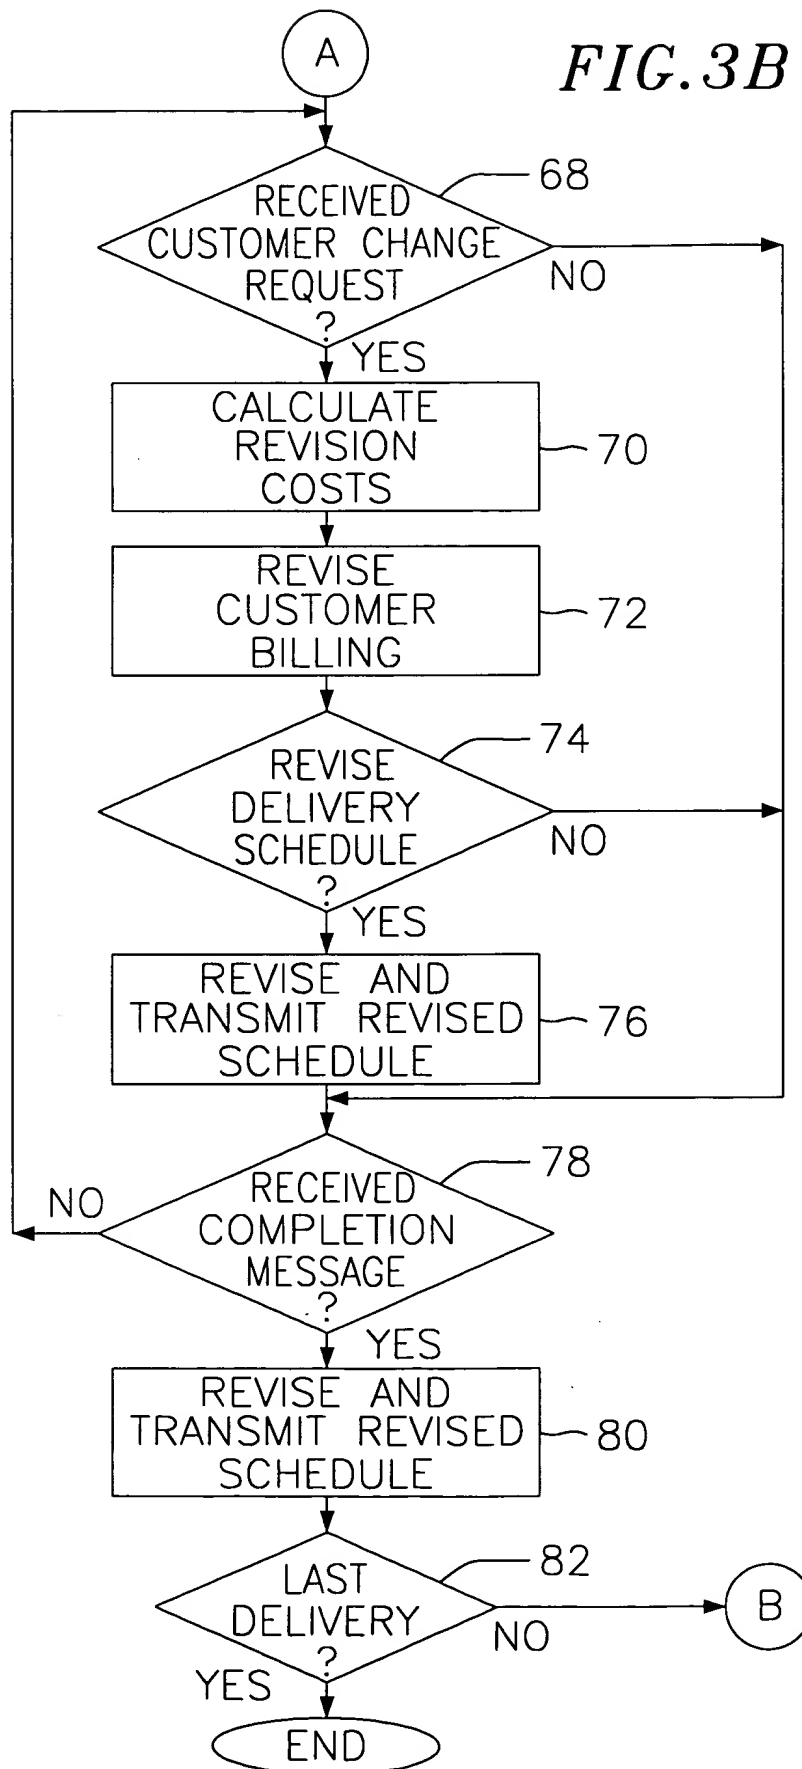 A
FIG.3B
68
RECEIVED
CUSTOMER CHANGE
REQUEST
?
NO
YES
CALCULATE
REVISION
COSTS
70
REVISE
CUSTOMER
BILLING
72
74
REVISE
DELIVERY
SCHEDULE
?
NO
YES
REVISE AND
TRANSMIT REVISED
SCHEDULE
76
78
RECEIVED
COMPLETION
MESSAGE
?
NO
YES
REVISE AND
TRANSMIT REVISED
SCHEDULE
80
82
LAST
DELIVERY
?
NO
B
YES
END